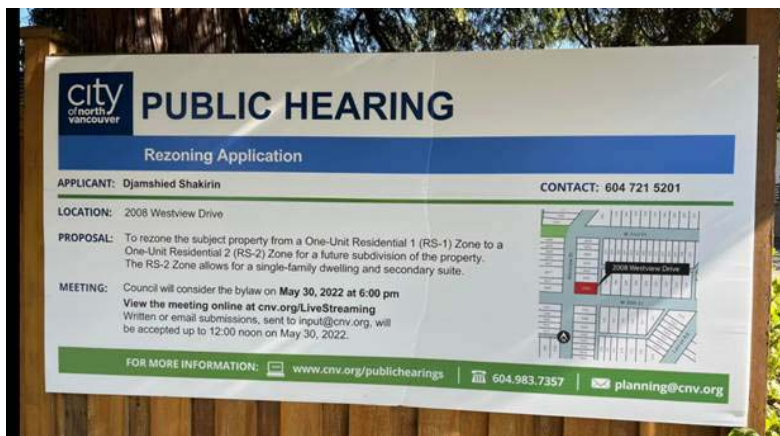 city
of north
vancouver
PUBLIC HEARING
Rezoning Application
APPLICANT: Djamshied Shakirin
CONTACT: 604 721 5201
LOCATION: 2008 Westview Drive
PROPOSAL: To rezone the subject property from a One-Unit Residential 1 (RS-1) Zone to a
One-Unit Residential 2 (RS-2) Zone for a future subdivision of the property.
The RS-2 Zone allows for a single-family dwelling and secondary suite.
MEETING: Council will consider the bylaw on May 30, 2022 at 6:00 pm
View the meeting online at cnv.org/LiveStreaming
Written or email submissions, sent to input@cnv.org, will
be accepted up to 12:00 noon on May 30, 2022.
2008 Westview Drive
FOR MORE INFORMATION: www.cnv.org/publichearings | 604.983.7357 | planning@cnv.org